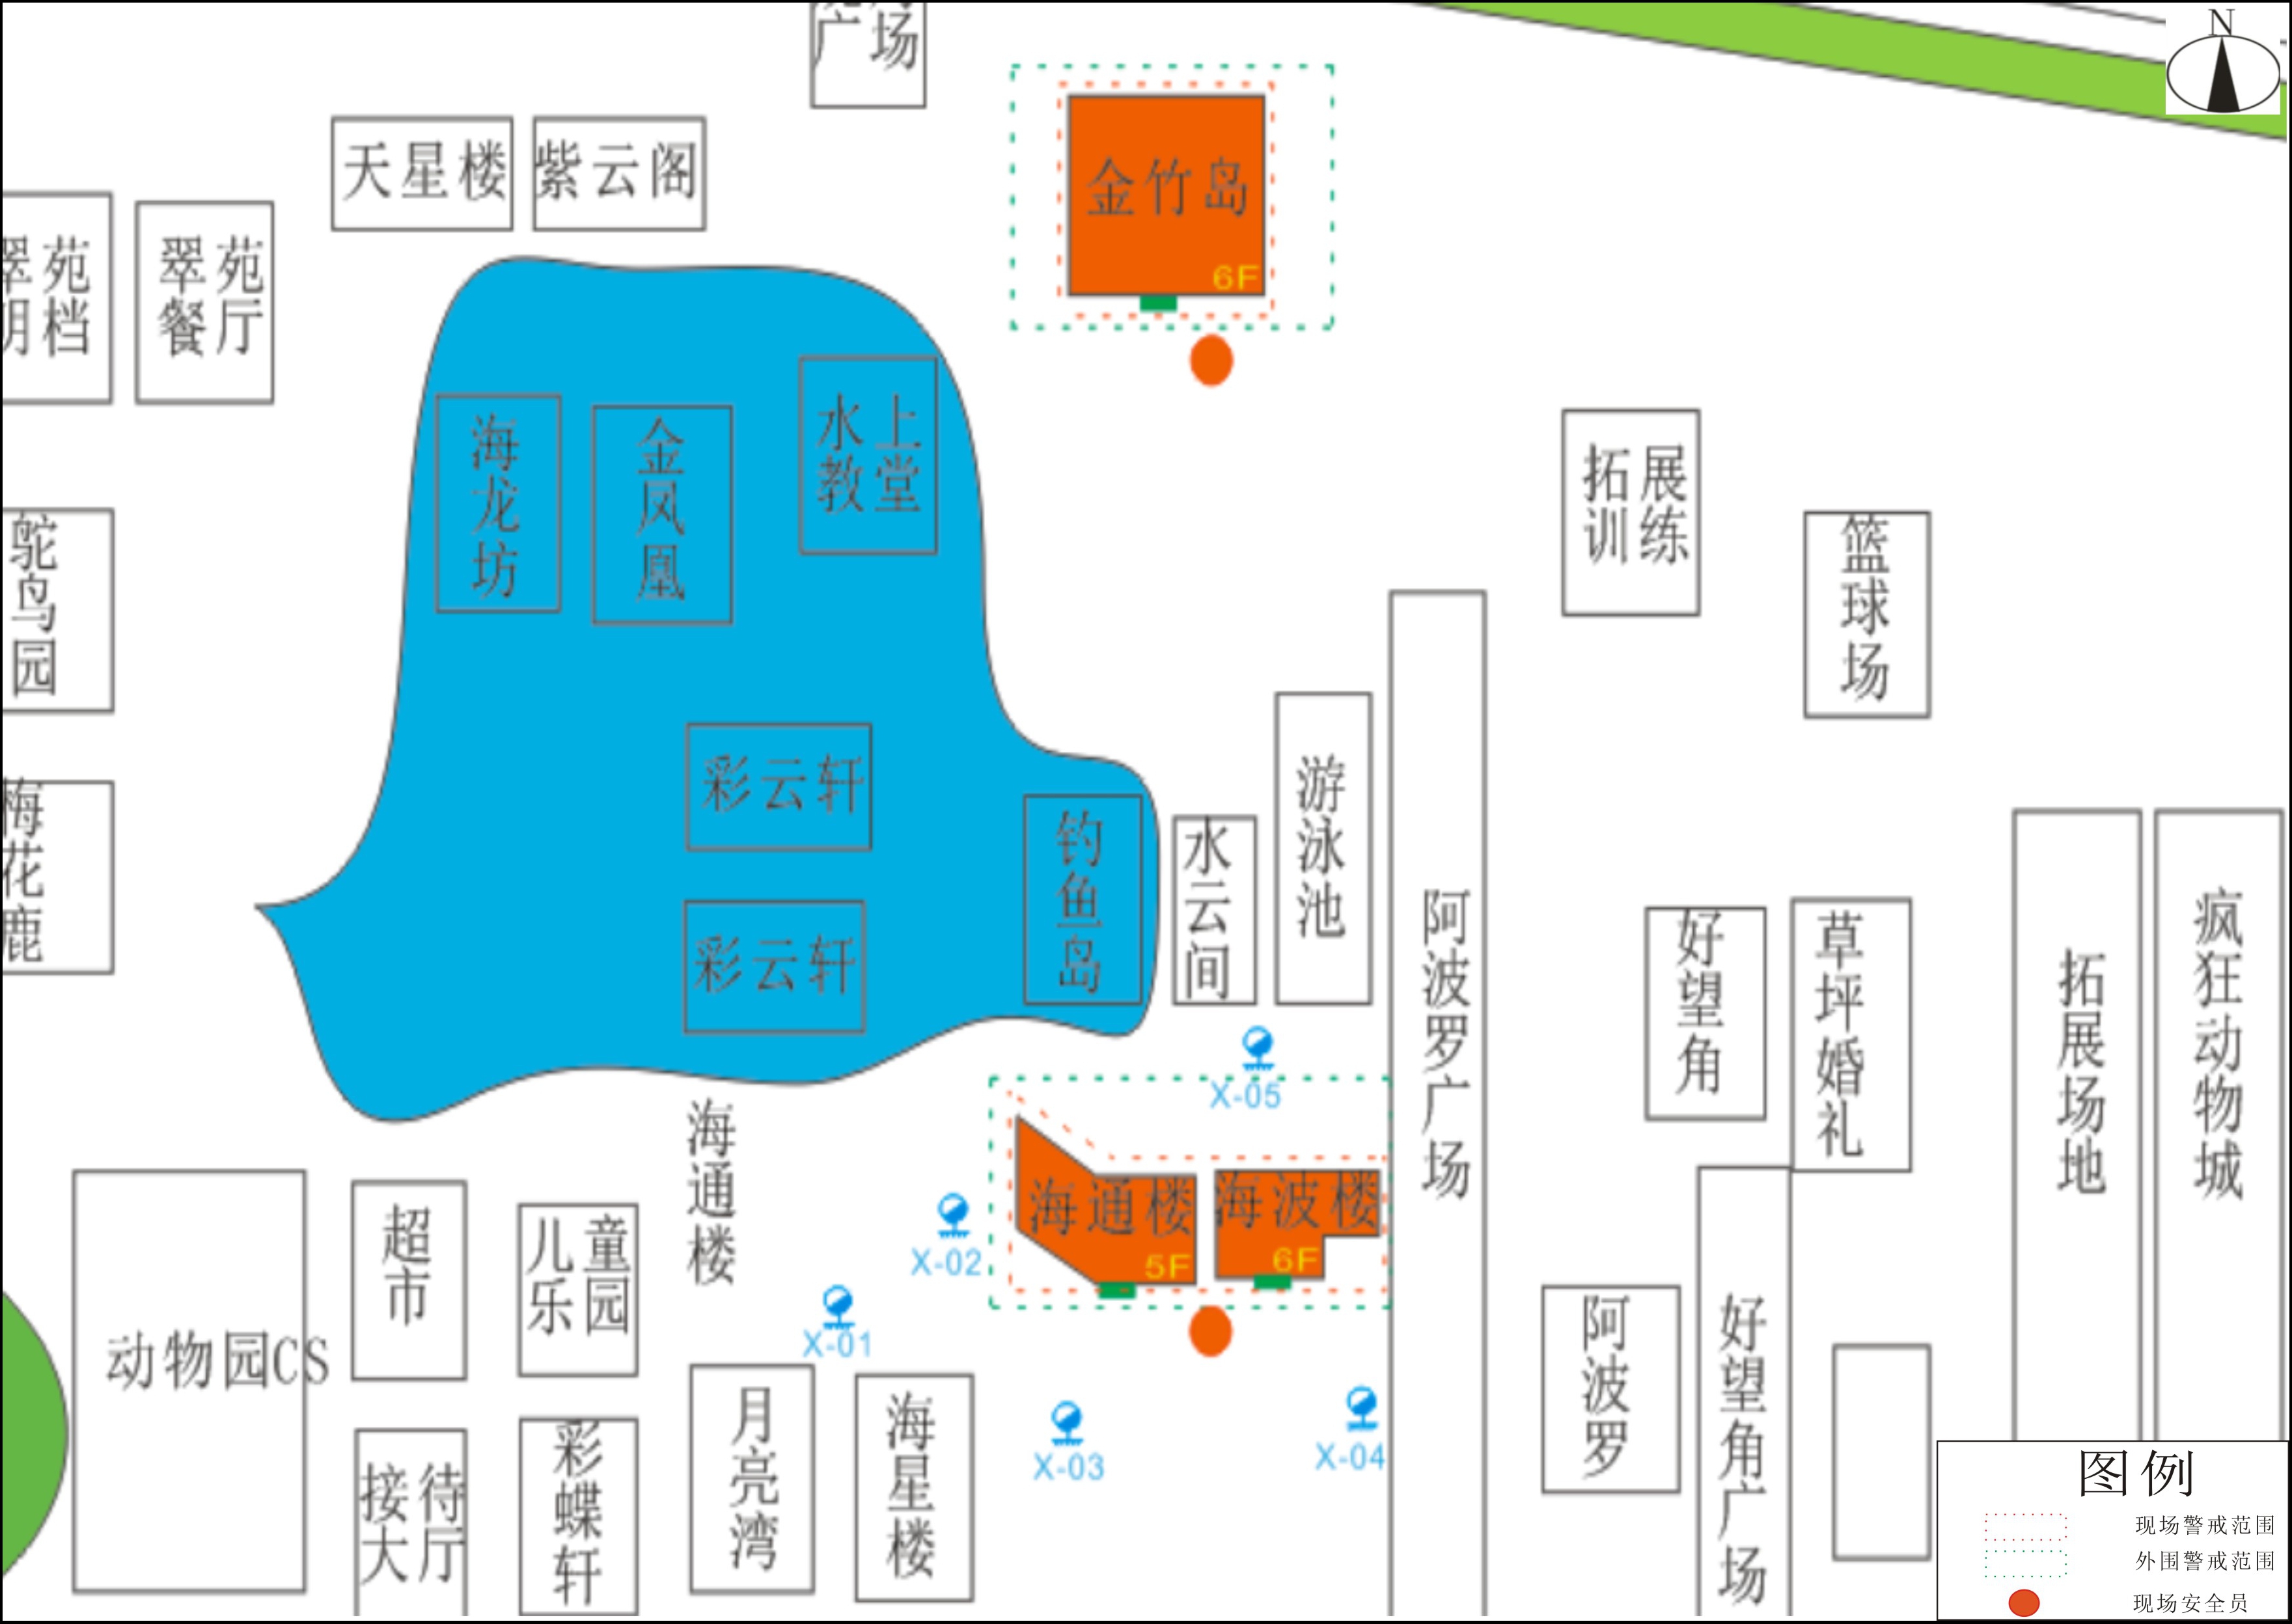 广场
N
金竹岛
6F
天星楼
紫云阁
翠苑
明档
翠苑
餐厅
海龙坊
金凤凰
水上
教堂
拓展
训练
篮球场
鸵鸟园
梅花鹿
彩云轩
彩云轩
钓鱼岛
水云间
游泳池
阿波罗广场
好望角
草坪婚礼
拓展场地
疯狂动物城
X-05
海通楼
海通楼
5F
海波楼
6F
X-02
X-01
X-03
X-04
动物园CS
超市
儿童
乐园
接待
大厅
彩蝶轩
月亮湾
海星楼
阿波罗
好望角广场
图例
现场警戒范围
外围警戒范围
现场安全员